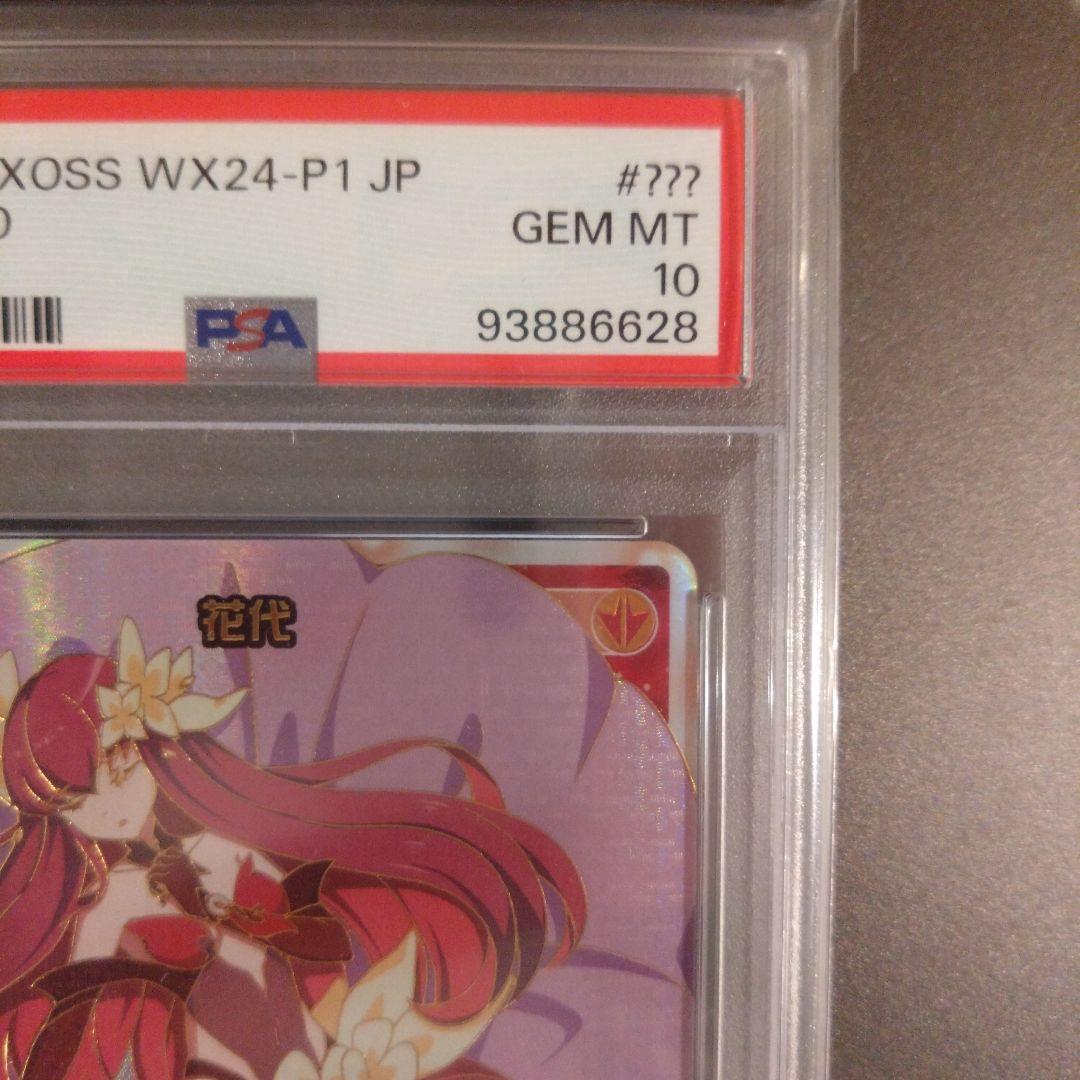 XOSS WX24-P1 JP #???
GEM MT
10
PSA 93886628
花代